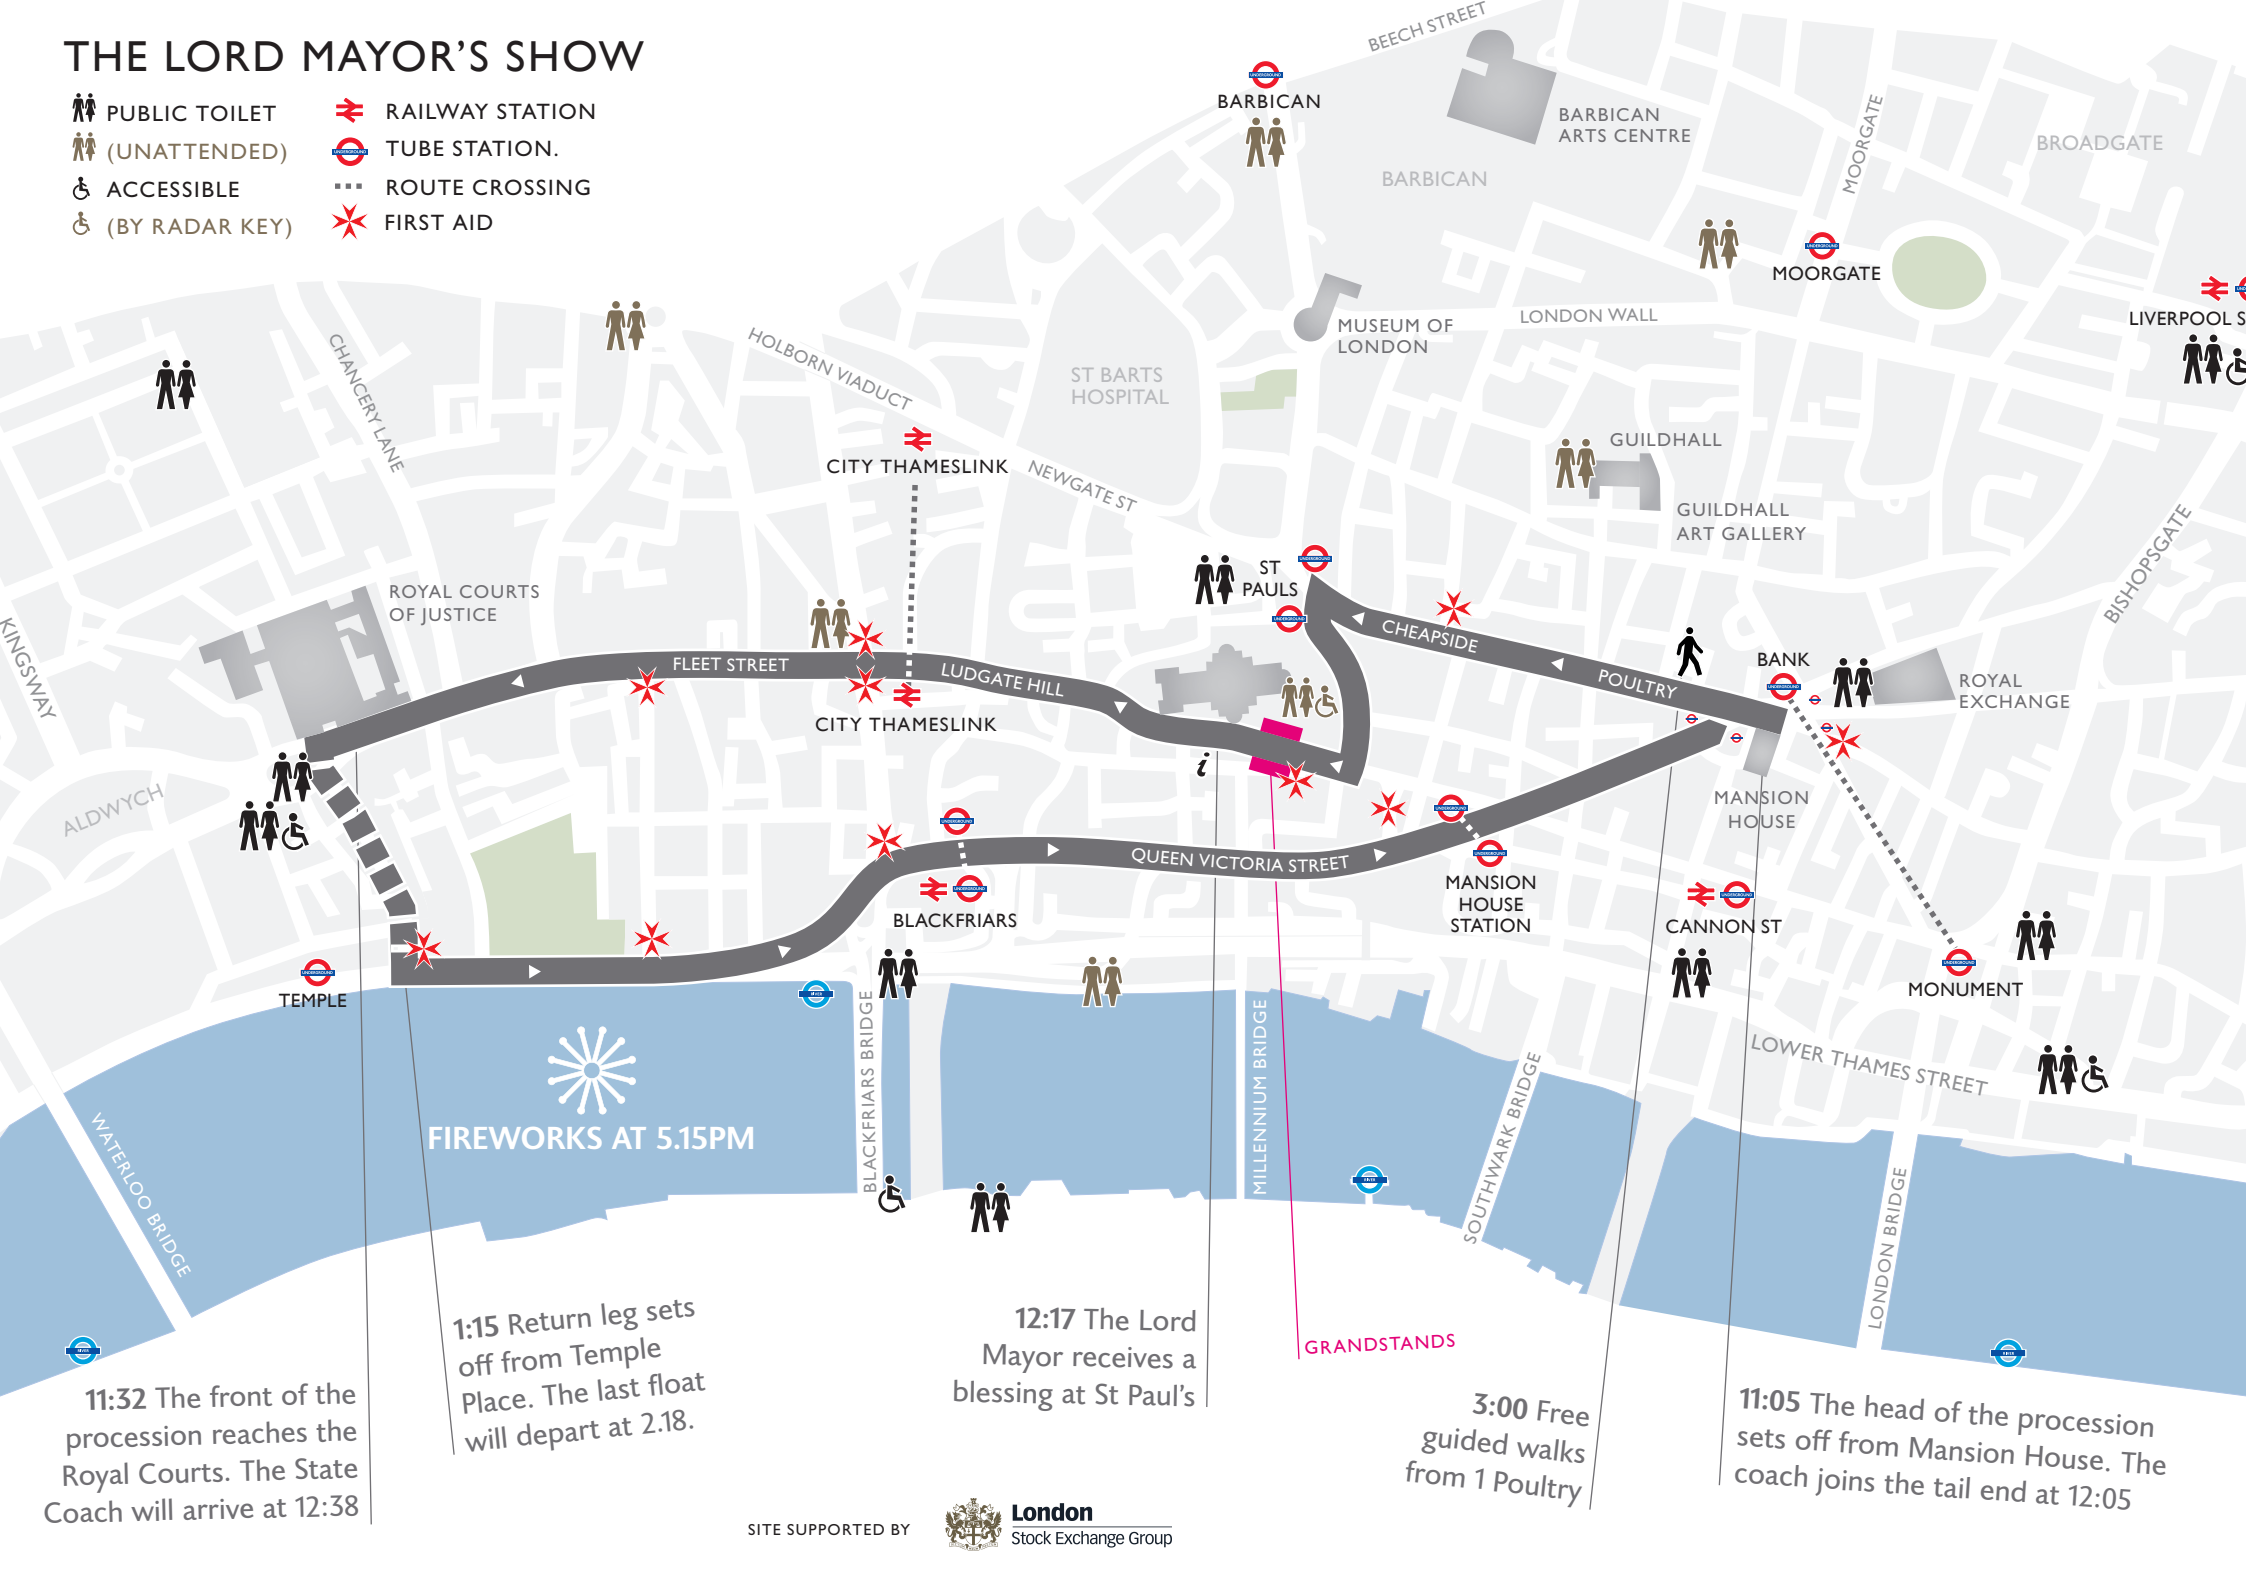 THE LORD MAYOR'S SHOW
PUBLIC TOILET
(UNATTENDED)
ACCESSIBLE
(BY RADAR KEY)
RAILWAY STATION
UNDERGROUND
TUBE STATION.
ROUTE CROSSING
FIRST AID
BEECH STREET
BARBICAN
BARBICAN
ARTS CENTRE
BARBICAN
MOORGATE
BROADGATE
MOORGATE
LIVERPOOL S
MUSEUM OF
LONDON
LONDON WALL
CHANCERY LANE
HOLBORN VIADUCT
ST BARTS
HOSPITAL
CITY THAMESLINK
NEWGATE ST
GUILDHALL
GUILDHALL
ART GALLERY
BISHOPSGATE
KINGSWAY
ROYAL COURTS
OF JUSTICE
ST
PAULS
FLEET STREET
LUDGATE HILL
CHEAPSIDE
POULTRY
BANK
ROYAL
EXCHANGE
CITY THAMESLINK
i
ALDWYCH
MANSION
HOUSE
QUEEN VICTORIA STREET
MANSION
HOUSE
STATION
BLACKFRIARS
CANNON ST
TEMPLE
MONUMENT
LOWER THAMES STREET
WATERLOO BRIDGE
BLACKFRIARS BRIDGE
MILLENNIUM BRIDGE
SOUTHWARK BRIDGE
LONDON BRIDGE
FIREWORKS AT 5.15PM
11:32 The front of the
procession reaches the
Royal Courts. The State
Coach will arrive at 12:38
1:15 Return leg sets
off from Temple
Place. The last float
will depart at 2.18.
12:17 The Lord
Mayor receives a
blessing at St Paul's
GRANDSTANDS
3:00 Free
guided walks
from 1 Poultry
11:05 The head of the procession
sets off from Mansion House. The
coach joins the tail end at 12:05
SITE SUPPORTED BY
London
Stock Exchange Group